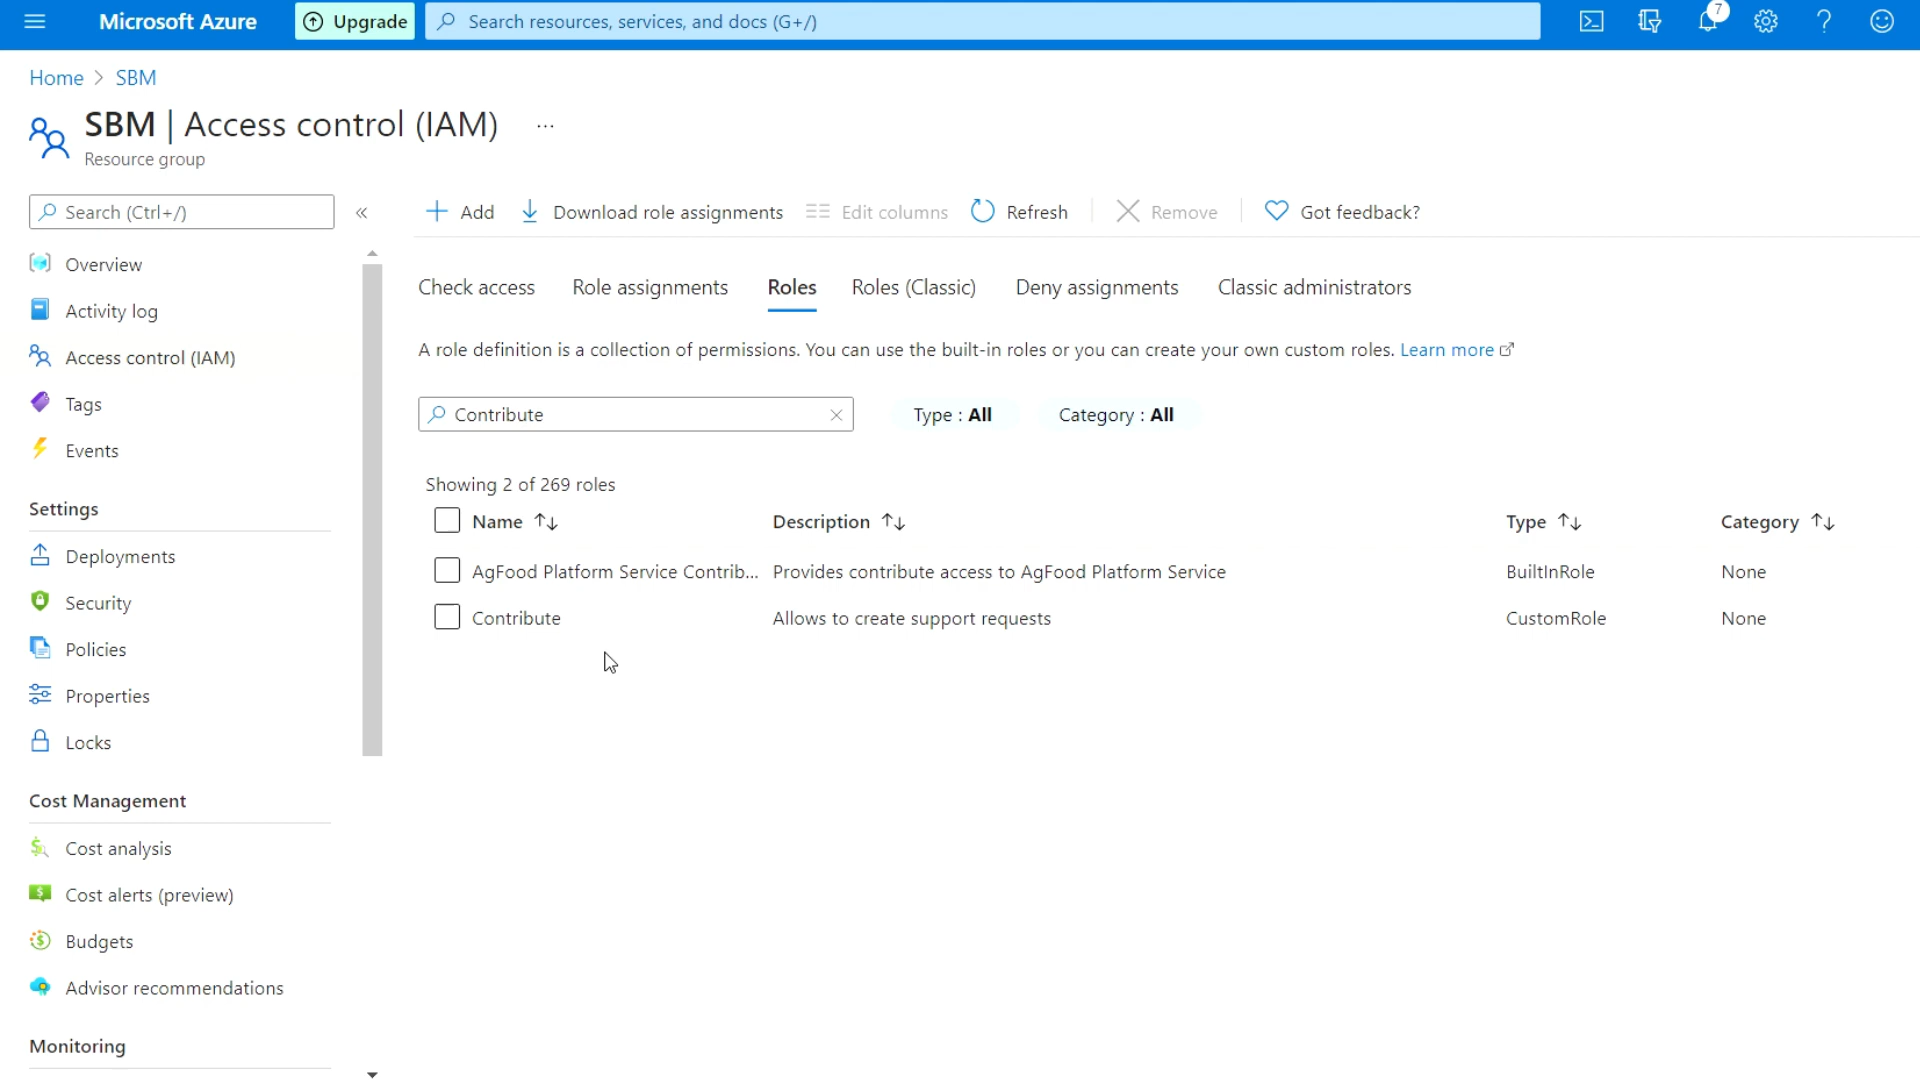 Microsoft Azure
Upgrade
Search resources, services, and docs (G+/)
7
Home > SBM
SBM | Access control (IAM) ...
Resource group
Search (Ctrl+/)
«
Add
Download role assignments
Edit columns
Refresh
Remove
Got feedback?
Overview
Activity log
Access control (IAM)
Tags
Events
Settings
Deployments
Security
Policies
Properties
Locks
Cost Management
Cost analysis
Cost alerts (preview)
Budgets
Advisor recommendations
Monitoring
Check access
Role assignments
Roles
Roles (Classic)
Deny assignments
Classic administrators
A role definition is a collection of permissions. You can use the built-in roles or you can create your own custom roles. Learn more
Contribute
Type : All
Category : All
Showing 2 of 269 roles
Name ↑↓ Description ↑↓ Type ↑↓ Category ↑↓
AgFood Platform Service Contrib... Provides contribute access to AgFood Platform Service BuiltInRole None
Contribute Allows to create support requests CustomRole None